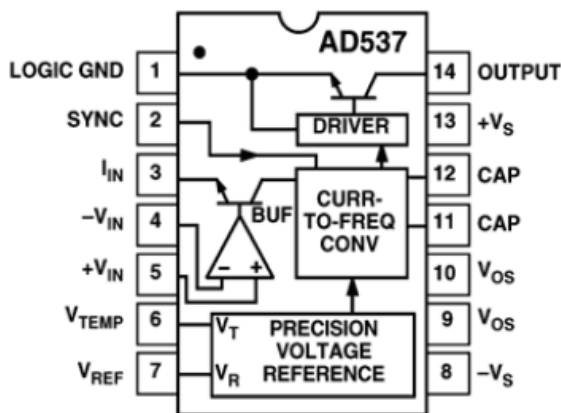 AD537
LOGIC GND 1
14 OUTPUT
SYNC 2
DRIVER
13 +VS
IIN 3
12 CAP
BUF
CURR-
TO-FREQ
CONV
−VIN 4
11 CAP
+VIN 5
− +
10 VOS
VTEMP 6
VT
PRECISION
VOLTAGE
REFERENCE
9 VOS
VREF 7
VR
8 −VS